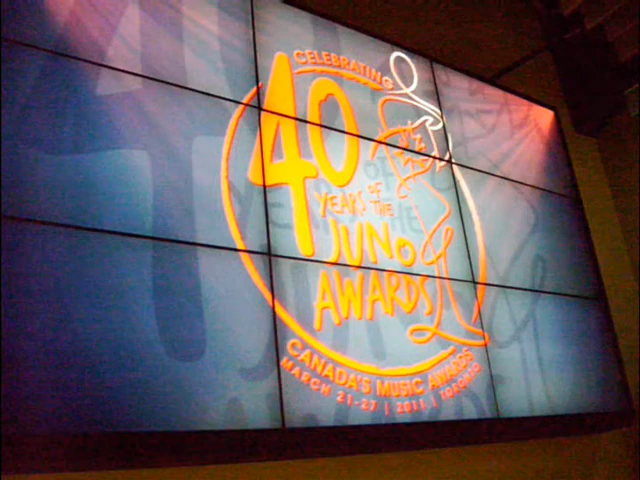 CELEBRATING
40
YEARS OF THE
JUNO
AWARDS
CANADA'S MUSIC AWARDS
MARCH 21-27 | 2011 | TORONTO